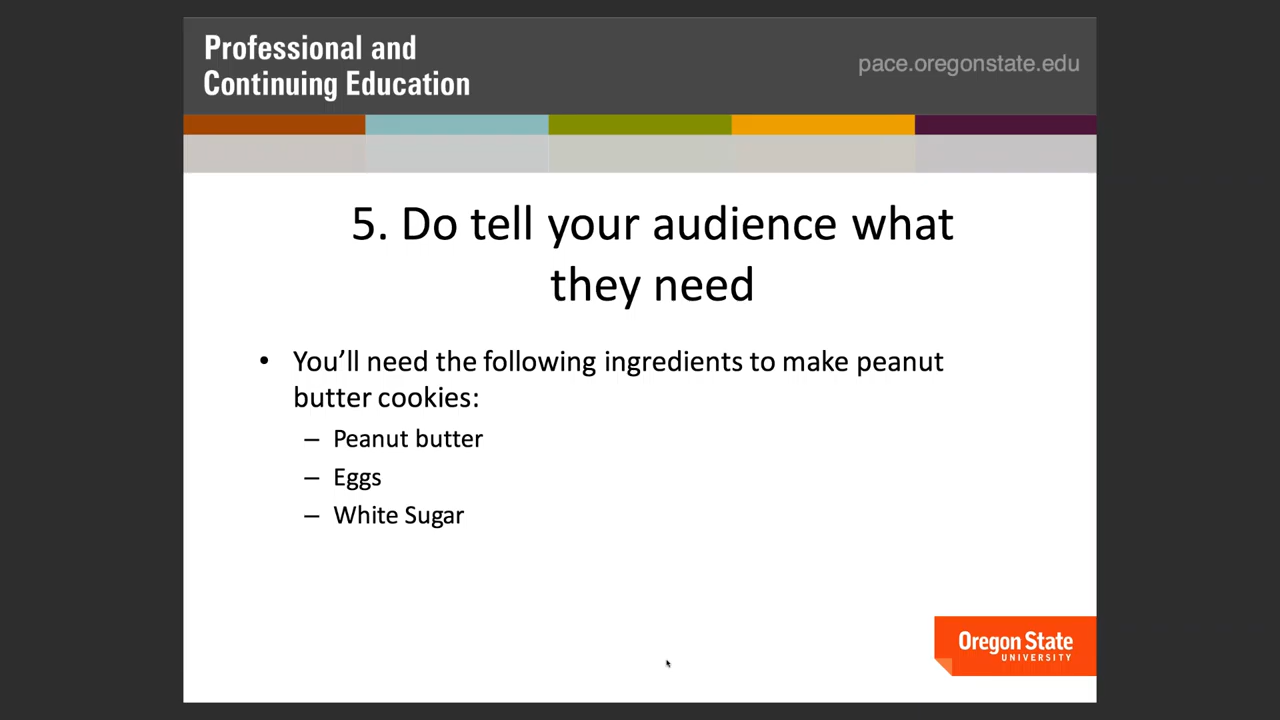 Professional and
Continuing Education
pace.oregonstate.edu
5. Do tell your audience what
they need
• You’ll need the following ingredients to make peanut
butter cookies:
– Peanut butter
– Eggs
– White Sugar
Oregon State
UNIVERSITY